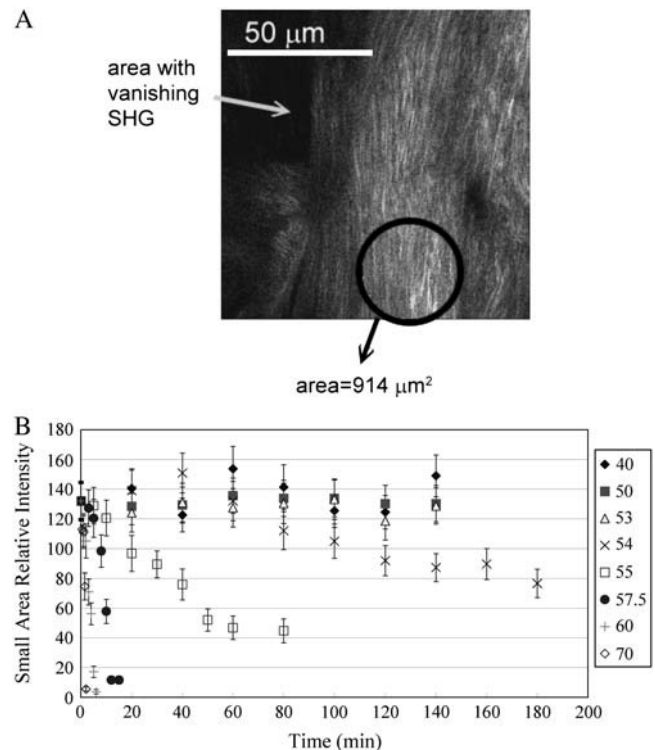 A
50 μm
area with
vanishing
SHG
area=914 μm²
B
180
160
140
120
100
80
60
40
20
0
Small Area Relative Intensity
0 20 40 60 80 100 120 140 160 180 200
Time (min)
40
50
53
54
55
57.5
60
70